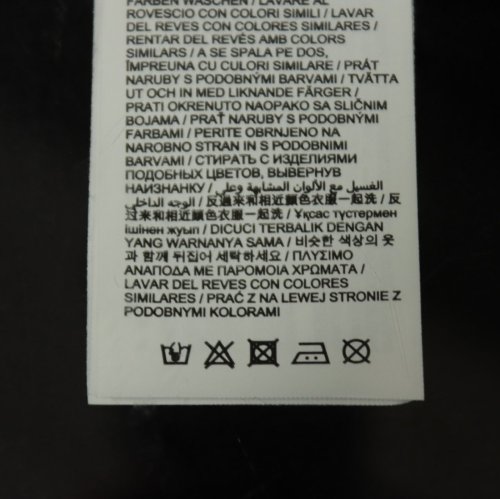 FARBEN WASCHEN / LAVARE AL
ROVESCIO CON COLORI SIMILI / LAVAR
DEL REVES CON COLORES SIMILARES /
RENTAR DEL REVÉS AMB COLORS
SIMILARS / A SE SPALA PE DOS,
ÎMPREUNA CU CULORI SIMILARE / PRÁT
NARUBY S PODOBNÝMI BARVAMI / TVÄTTA
UT OCH IN MED LIKNANDE FÄRGER /
PRATI OKRENUTO NAOPAKO SA SLIČNIM
BOJAMA / PRAŤ NARUBY S PODOBNÝMI
FARBAMI / PERITE OBRNJENO NA
NAROBNO STRAN IN S PODOBNIMI
BARVAMI / СТИРАТЬ С ИЗДЕЛИЯМИ
ПОДОБНЫХ ЦВЕТОВ, ВЫВЕРНУВ
НАИЗНАНКУ / الغسيل مع الألوان المشابهة وعلى
الوجه الداخلي / 反過來和相近顏色衣服一起洗 / 反
过来和相近颜色衣服一起洗 / Ұқсас түстермен
ішінен жуып / DICUCI TERBALIK DENGAN
YANG WARNANYA SAMA / 비슷한 색상의 옷
과 함께 뒤집어 세탁하세요 / ΠΛΥΣΙΜΟ
ΑΝΑΠΟΔΑ ΜΕ ΠΑΡΟΜΟΙΑ ΧΡΩΜΑΤΑ /
LAVAR DEL REVES CON COLORES
SIMILARES / PRAĆ Z NA LEWEJ STRONIE Z
PODOBNYMI KOLORAMI